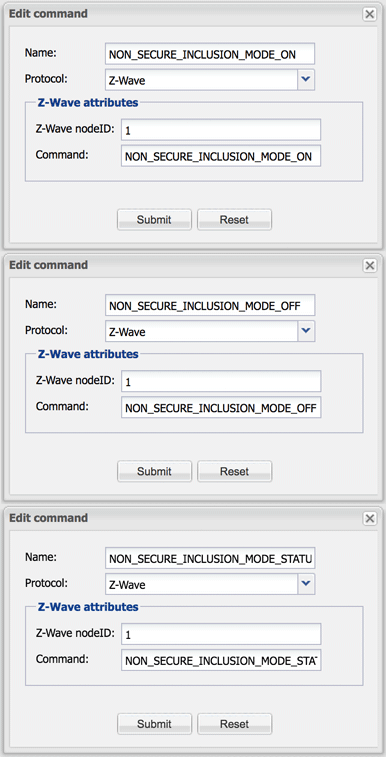 Edit command
Name: NON_SECURE_INCLUSION_MODE_ON
Protocol: Z-Wave
Z-Wave attributes
Z-Wave nodeID: 1
Command: NON_SECURE_INCLUSION_MODE_ON
Submit Reset
Edit command
Name: NON_SECURE_INCLUSION_MODE_OFF
Protocol: Z-Wave
Z-Wave attributes
Z-Wave nodeID: 1
Command: NON_SECURE_INCLUSION_MODE_OFF
Submit Reset
Edit command
Name: NON_SECURE_INCLUSION_MODE_STATU
Protocol: Z-Wave
Z-Wave attributes
Z-Wave nodeID: 1
Command: NON_SECURE_INCLUSION_MODE_STAT
Submit Reset